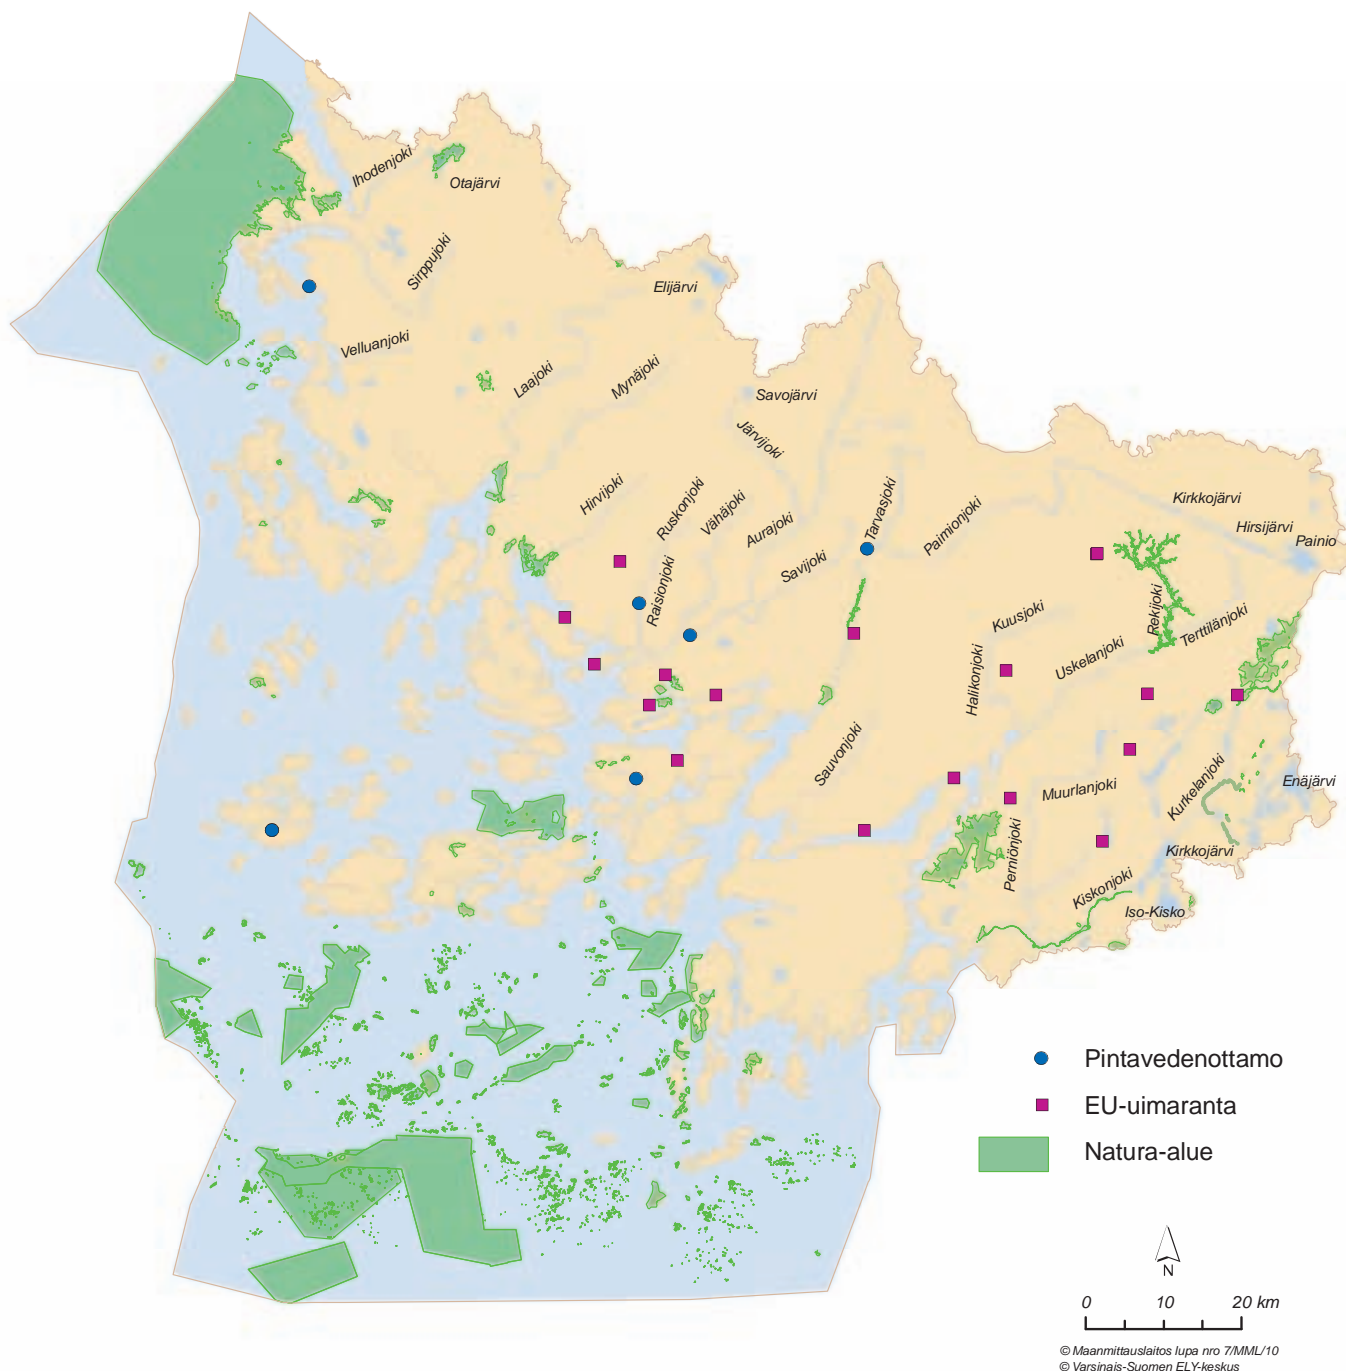 Ihodenjoki
Otajärvi
Sirppujoki
Elijärvi
Velluanjoki
Laajoki
Mynäjoki
Savojärvi
Järvijoki
Hirvijoki
Ruskonjoki
Vähäjoki
Aurajoki
Savijoki
Tarvasjoki
Paimionjoki
Kirkkojärvi
Hirsijärvi
Painio
Raisionjoki
Kuusjoki
Rekijoki
Terttilänjoki
Uskelanjoki
Halikonjoki
Sauvonjoki
Muurlanjoki
Kurkelanjoki
Enäjärvi
Perniönjoki
Kirkkojärvi
Kiskonjoki
Iso-Kisko
Pintavedenottamo
EU-uimaranta
Natura-alue
N
0 10 20 km
© Maanmittauslaitos lupa nro 7/MML/10
© Varsinais-Suomen ELY-keskus